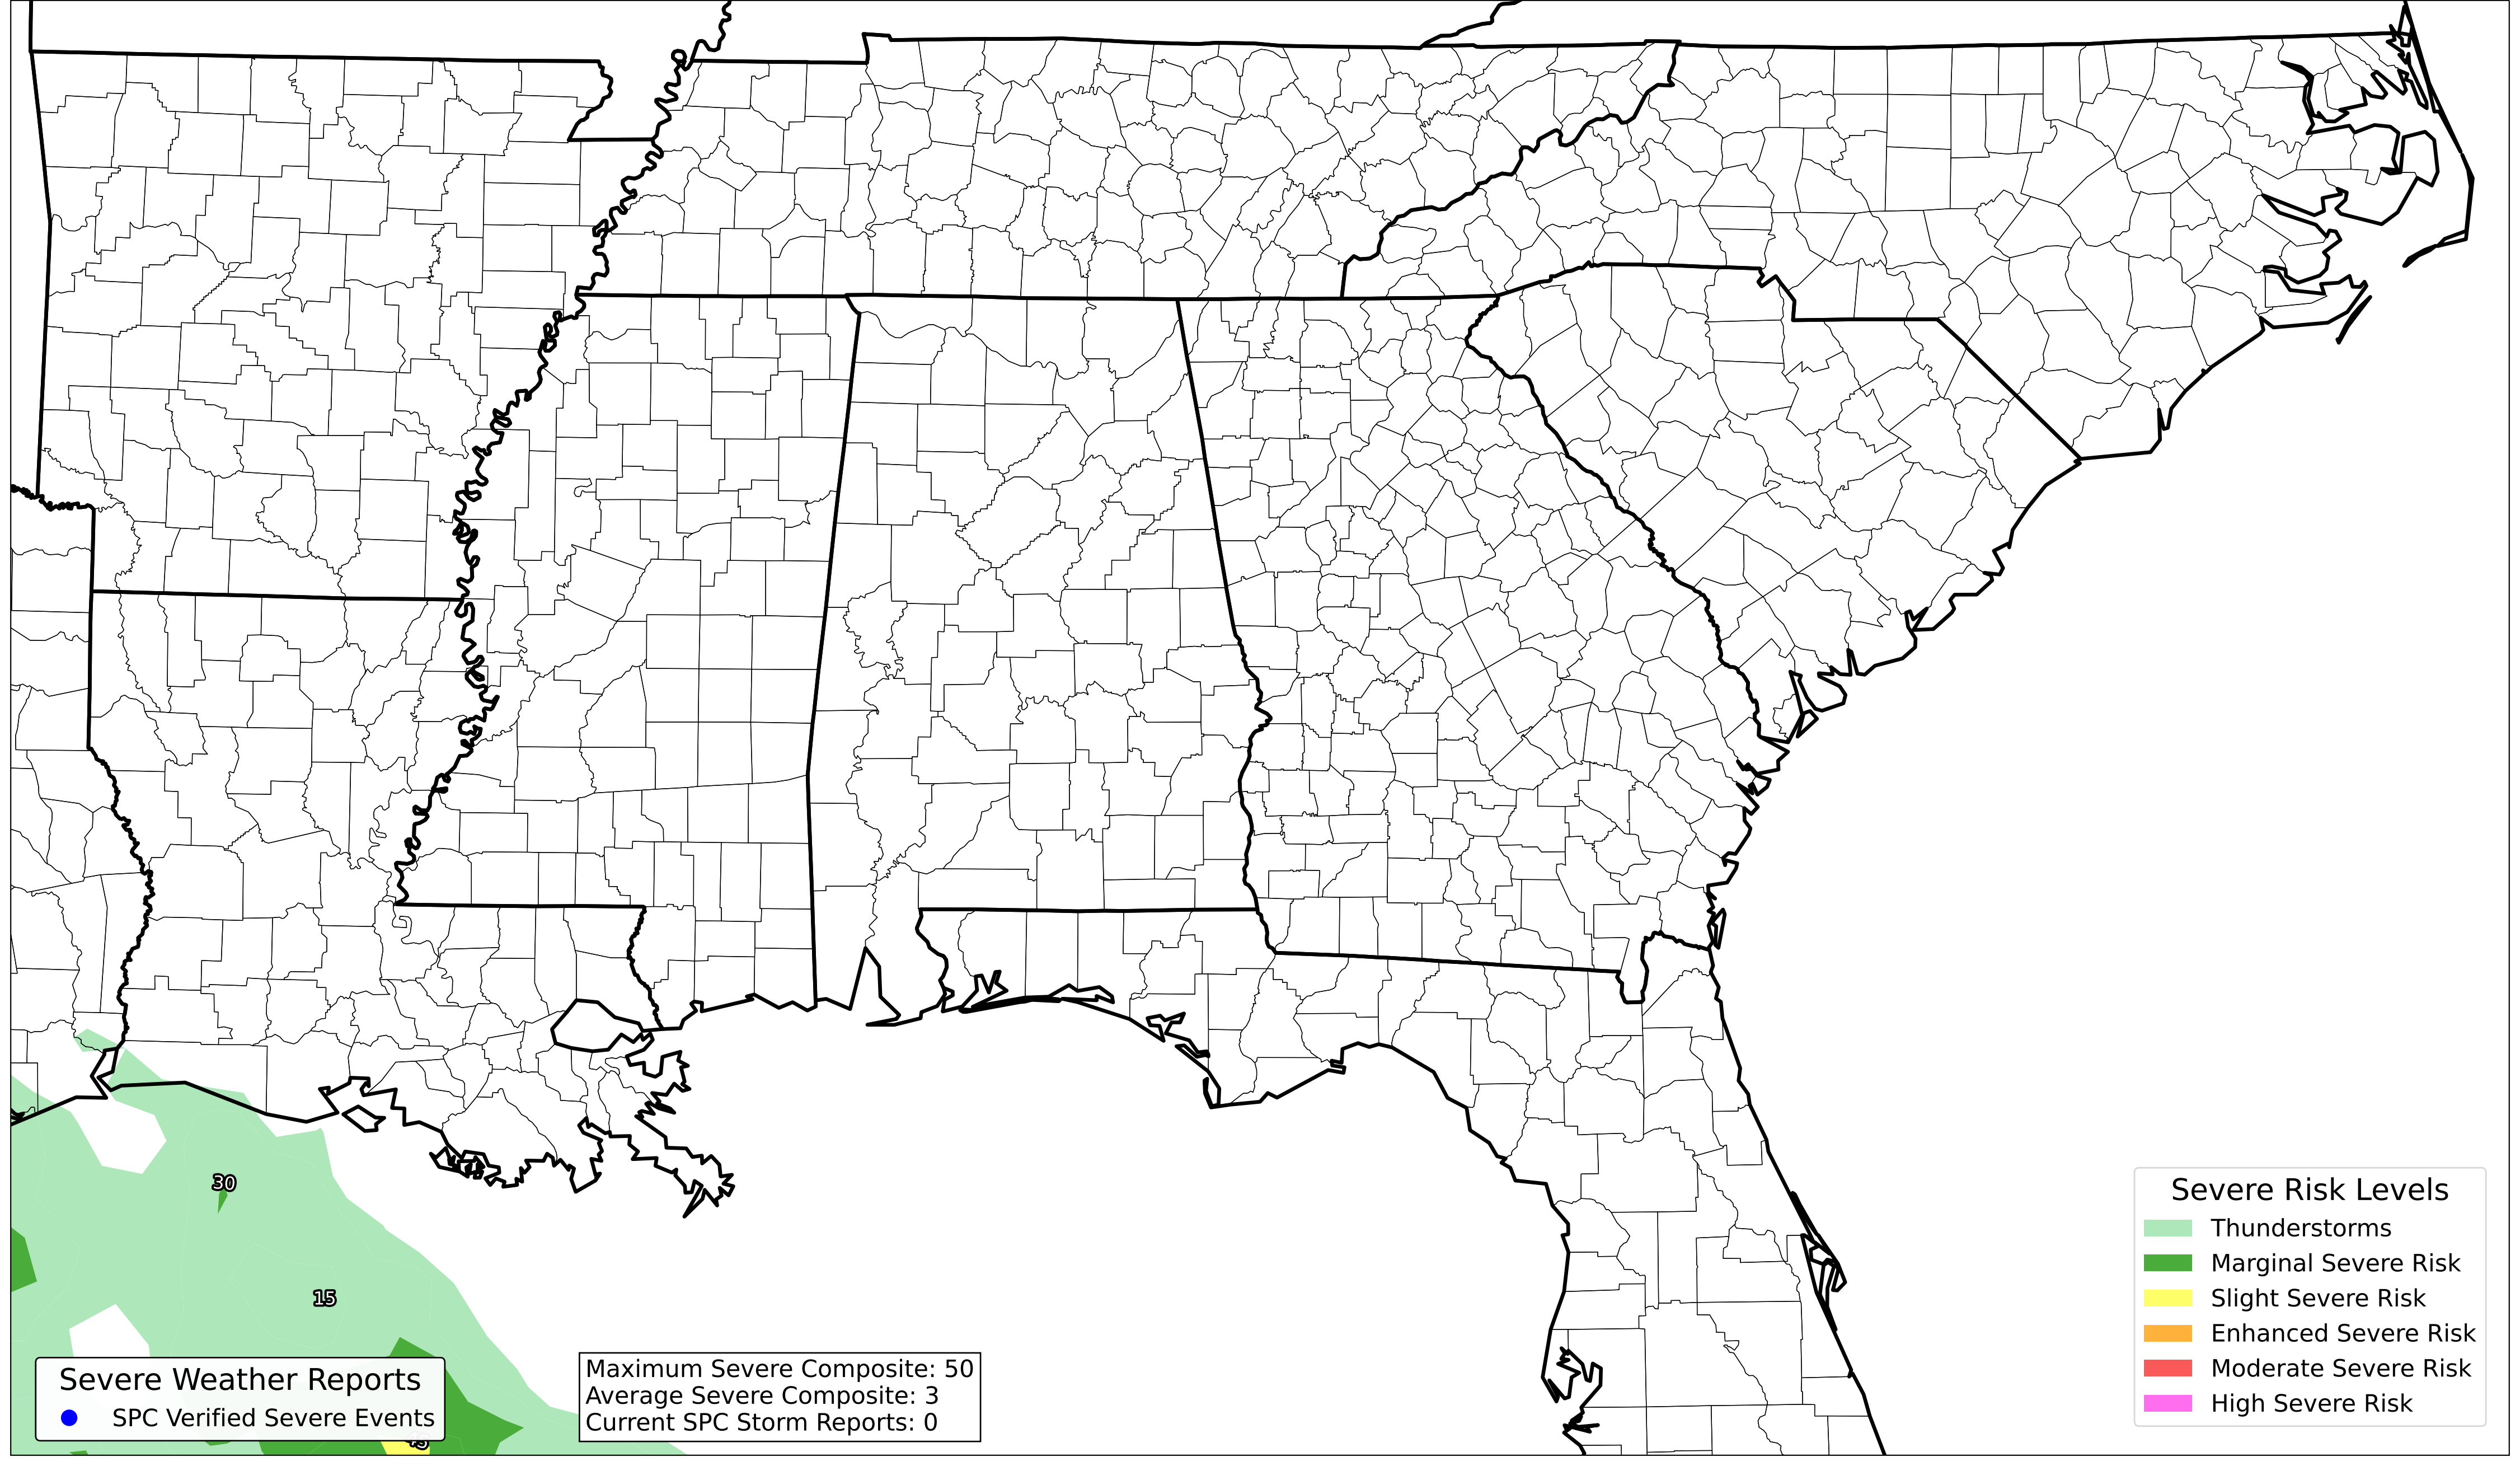 30
15
45
Severe Weather Reports
SPC Verified Severe Events
Maximum Severe Composite: 50
Average Severe Composite: 3
Current SPC Storm Reports: 0
Severe Risk Levels
Thunderstorms
Marginal Severe Risk
Slight Severe Risk
Enhanced Severe Risk
Moderate Severe Risk
High Severe Risk